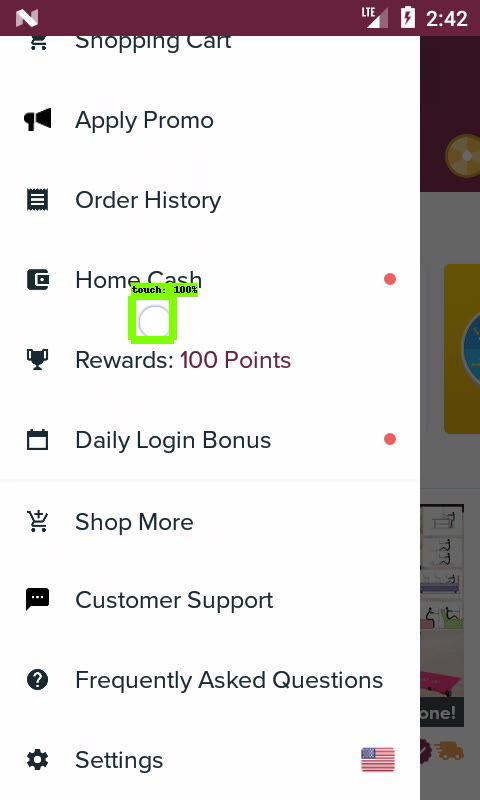 LTE 2:42
Shopping Cart
Apply Promo
Order History
Home Cash
touch: 100%
Rewards: 100 Points
Daily Login Bonus
Shop More
Customer Support
one!
Frequently Asked Questions
Settings